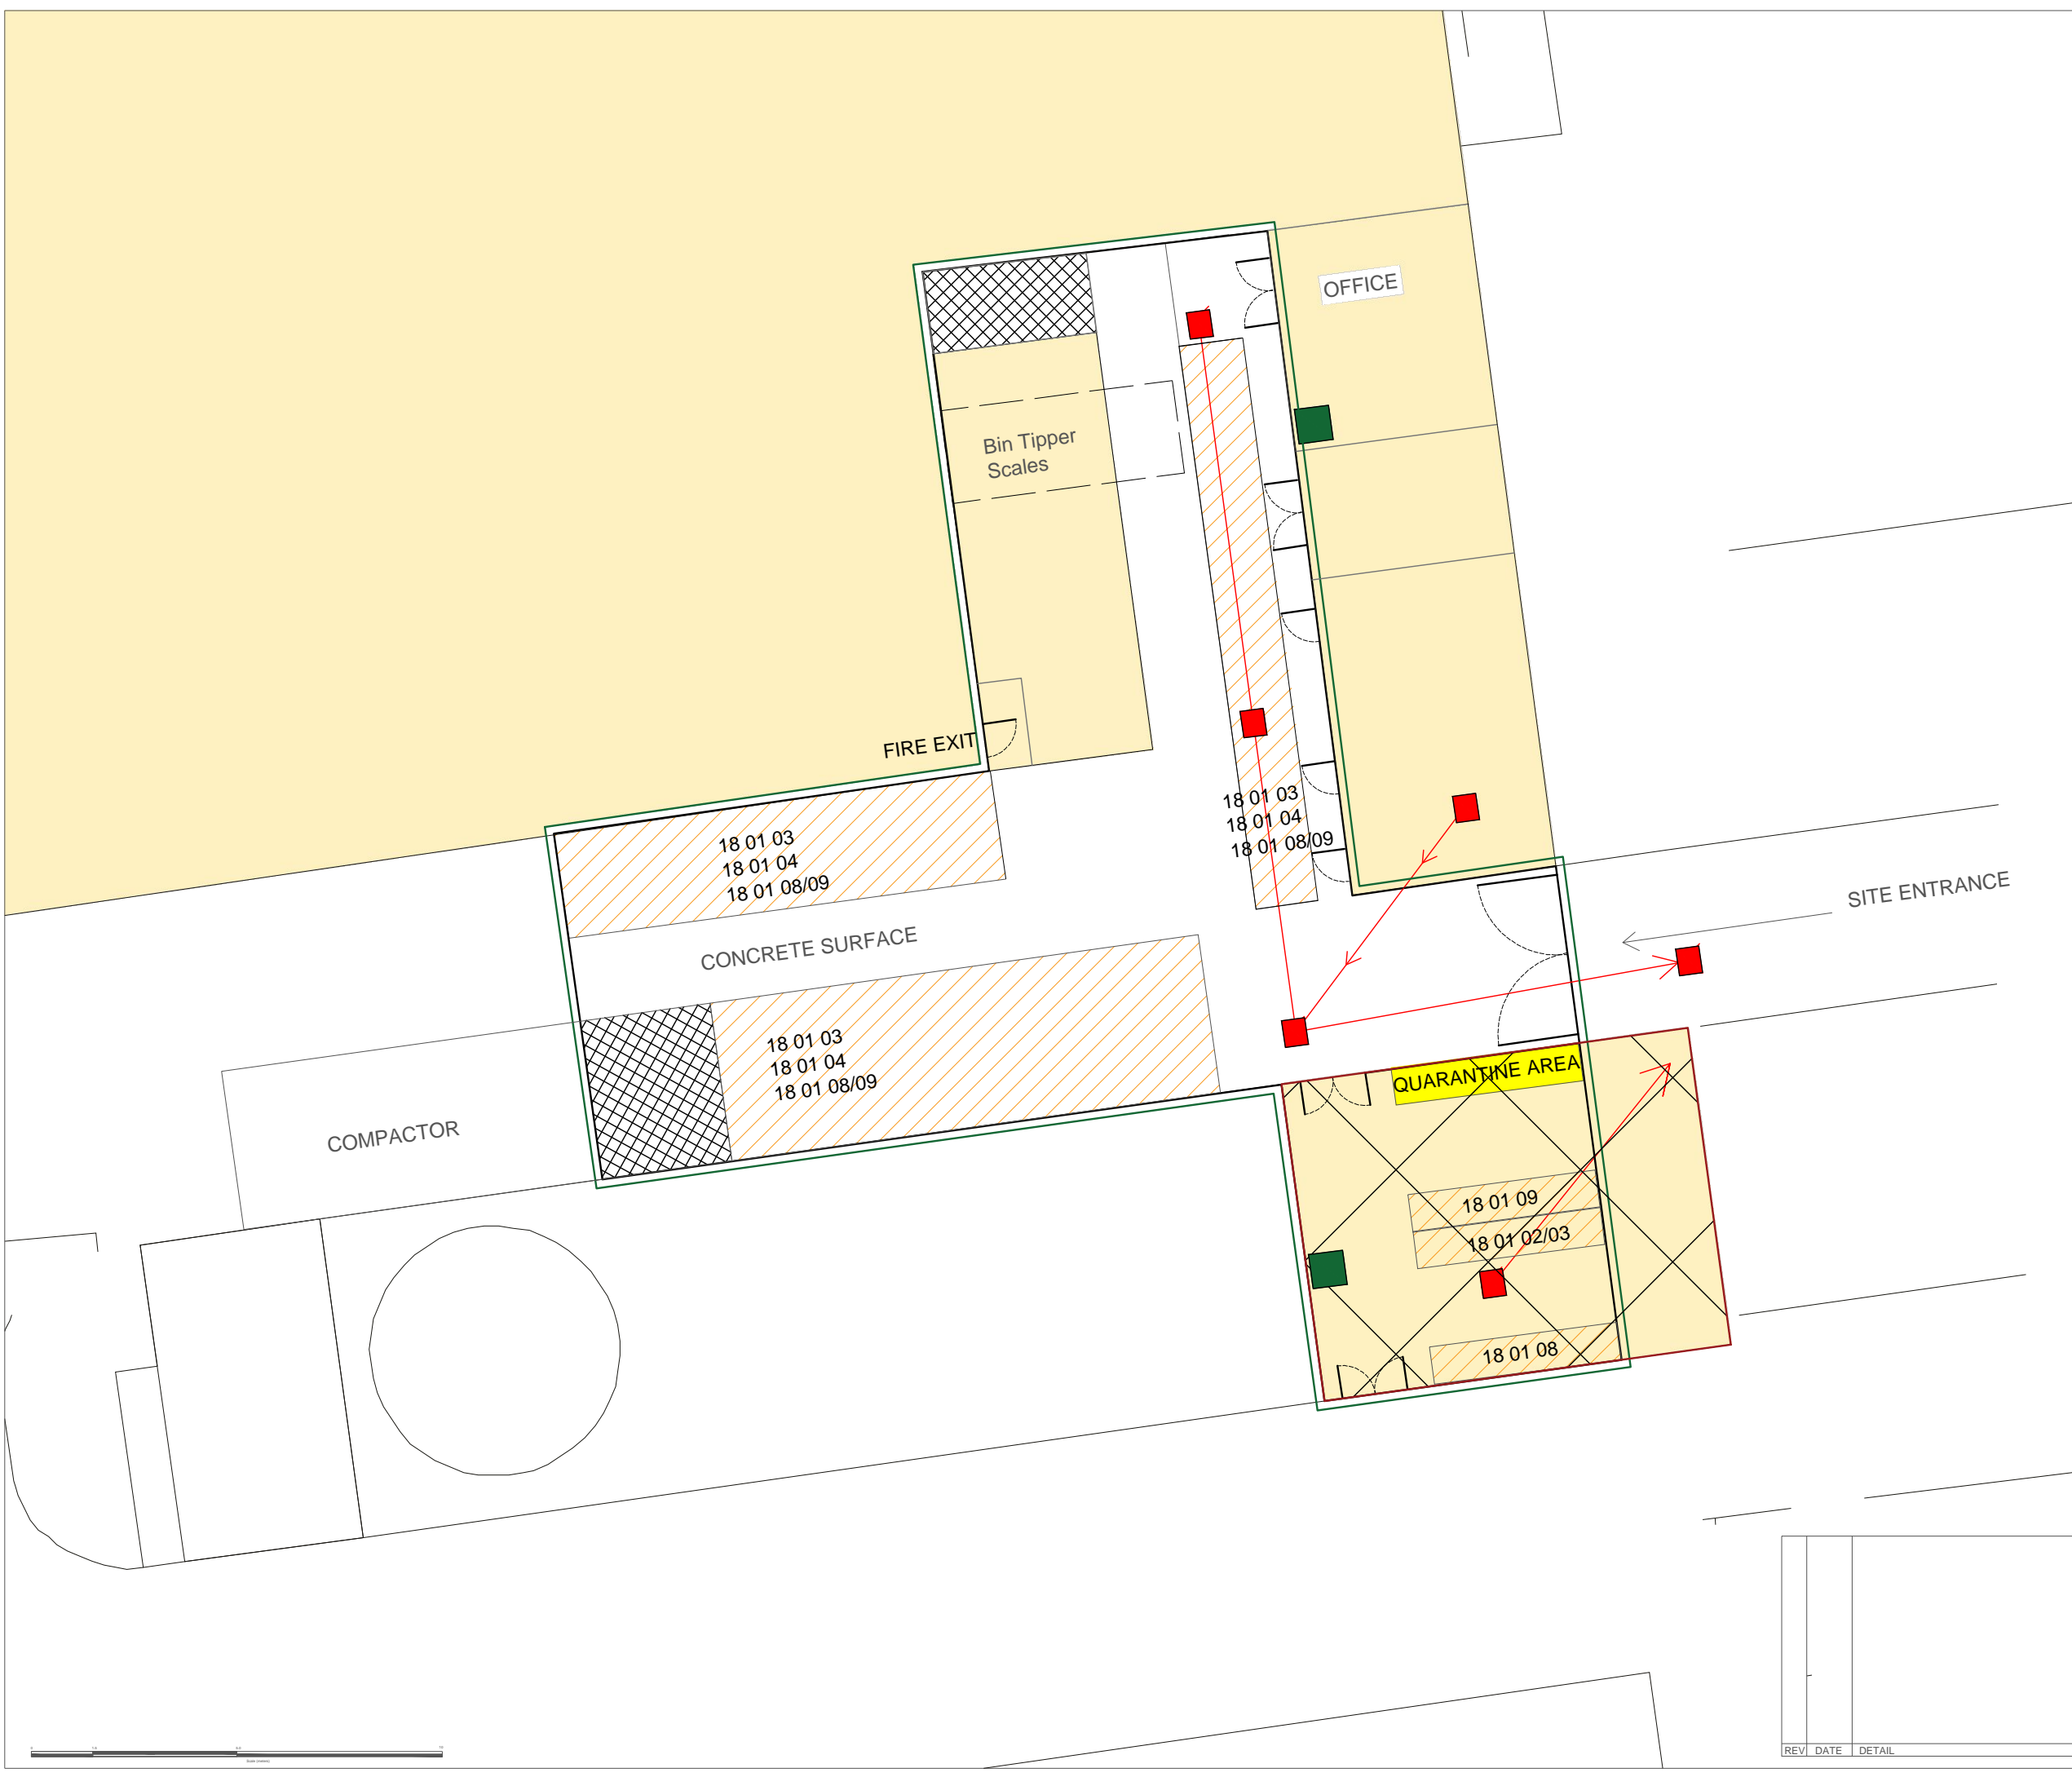 OFFICE
Bin Tipper
Scales
FIRE EXIT
18 01 03
18 01 04
18 01 08/09
18 01 03
18 01 04
18 01 08/09
SITE ENTRANCE
CONCRETE SURFACE
18 01 03
18 01 04
18 01 08/09
QUARANTINE AREA
COMPACTOR
18 01 09
18 01 02/03
18 01 08
REV DATE DETAIL